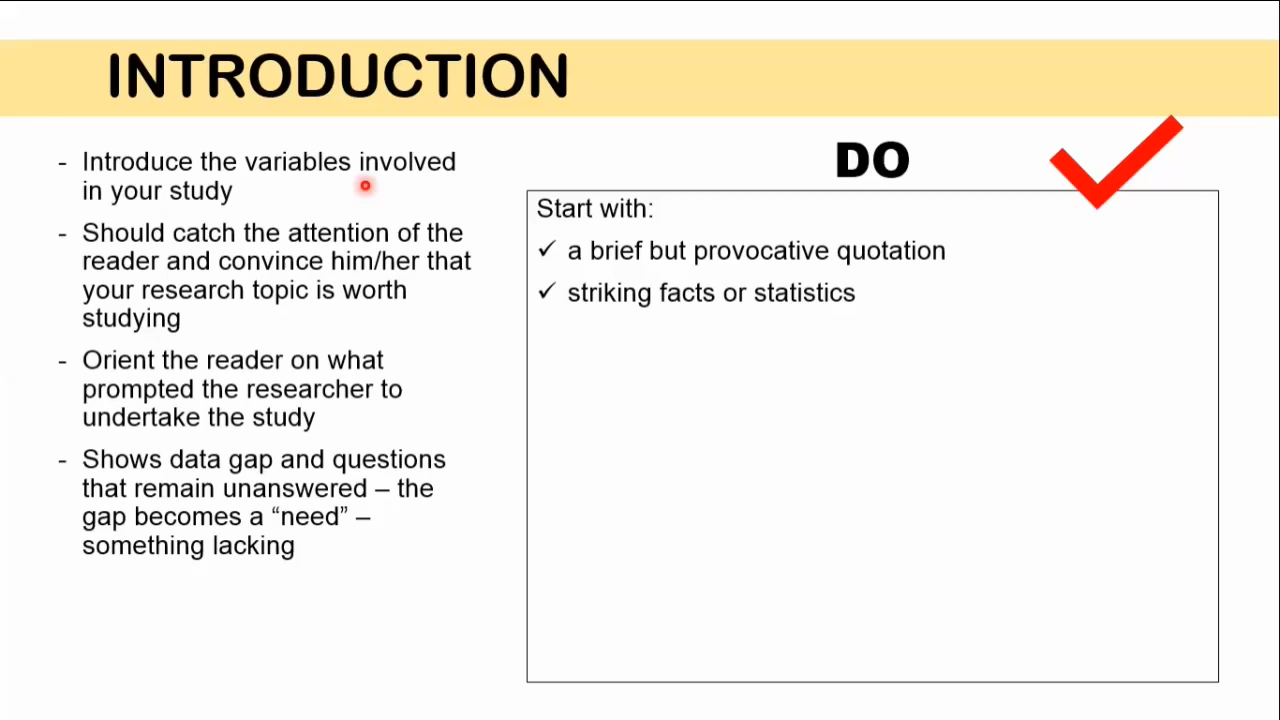 INTRODUCTION
- Introduce the variables involved
in your study
- Should catch the attention of the
reader and convince him/her that
your research topic is worth
studying
- Orient the reader on what
prompted the researcher to
undertake the study
- Shows data gap and questions
that remain unanswered – the
gap becomes a “need” –
something lacking
DO
Start with:
✓ a brief but provocative quotation
✓ striking facts or statistics